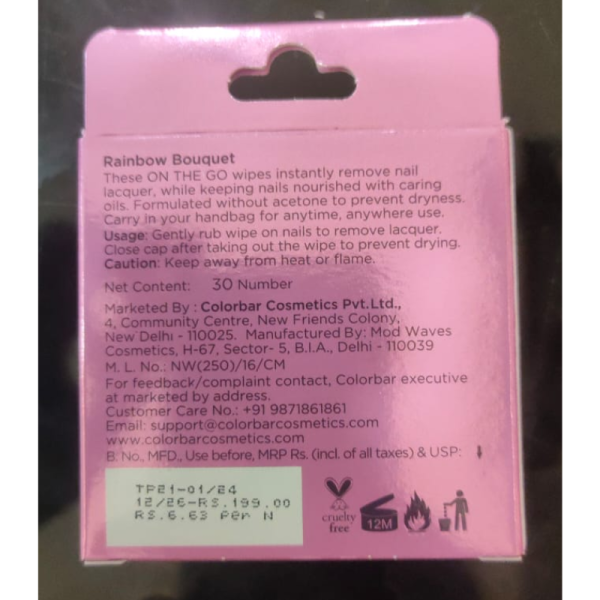 Rainbow Bouquet
These ON THE GO wipes instantly remove nail
lacquer, while keeping nails nourished with caring
oils. Formulated without acetone to prevent dryness.
Carry in your handbag for anytime, anywhere use.
Usage: Gently rub wipe on nails to remove lacquer.
Close cap after taking out the wipe to prevent drying.
Caution: Keep away from heat or flame.
Net Content: 30 Number
Marketed By : Colorbar Cosmetics Pvt.Ltd.,
4, Community Centre, New Friends Colony,
New Delhi - 110025. Manufactured By: Mod Waves
Cosmetics, H-67, Sector- 5, B.I.A., Delhi - 110039
M. L. No.: NW(250)/16/CM
For feedback/complaint contact, Colorbar executive
at marketed by address.
Customer Care No.: +91 9871861861
Email: support@colorbarcosmetics.com
www.colorbarcosmetics.com
B. No., MFD., Use before, MRP Rs. (incl. of all taxes) & USP:
TP21-01/24
12/26-RS.199.00
RS.6.63 Per N
cruelty
free
12M